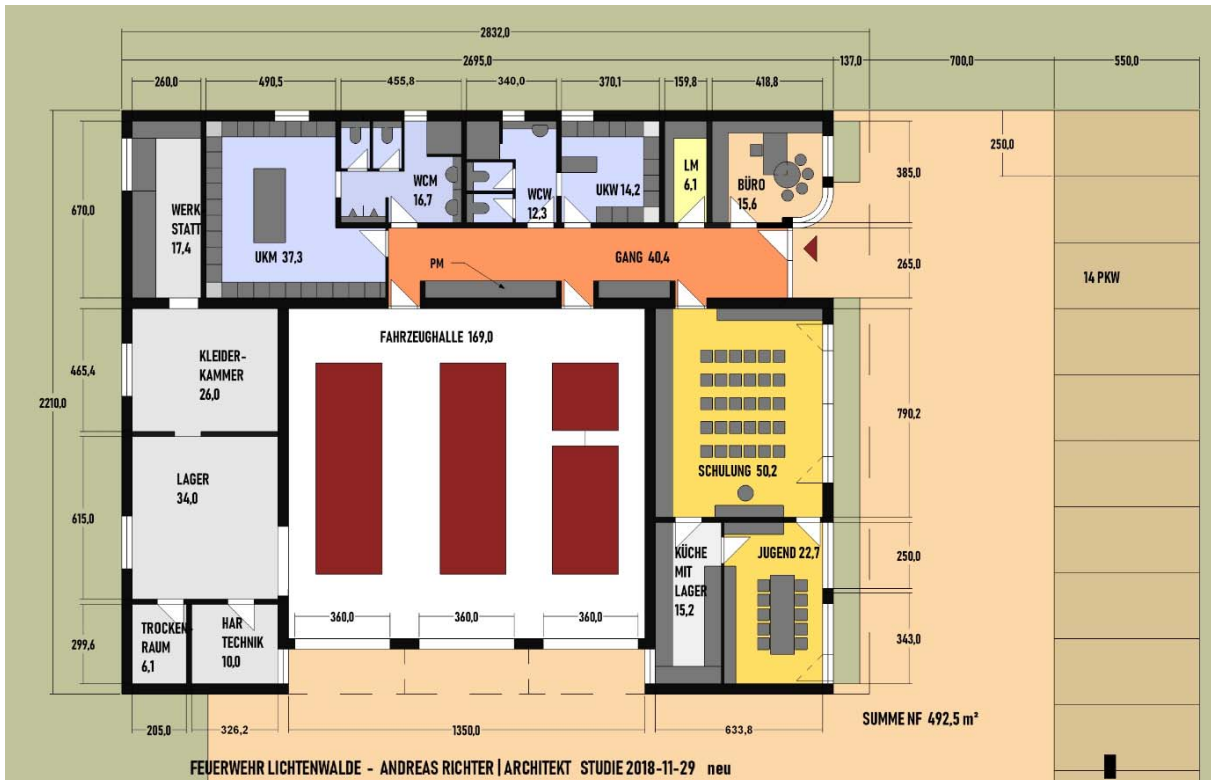 2832,0
2695,0
137,0
700,0
550,0
260,0
490,5
455,8
340,0
370,1
159,8
418,8
250,0
385,0
670,0
WERK
STATT
17,4
UKM 37,3
WCM
16,7
WCW
12,3
UKW 14,2
LM
6,1
BÜRO
15,6
PM
GANG 40,4
265,0
14 PKW
FAHRZEUGHALLE 169,0
KLEIDER-
KAMMER
26,0
465,4
2210,0
790,2
SCHULUNG 50,2
LAGER
34,0
615,0
KÜCHE
MIT
LAGER
15,2
JUGEND 22,7
250,0
343,0
360,0
360,0
360,0
TROCKEN-
RAUM
6,1
HAR
TECHNIK
10,0
299,6
205,0
326,2
1350,0
633,8
SUMME NF 492,5 m²
FEUERWEHR LICHTENWALDE - ANDREAS RICHTER | ARCHITEKT STUDIE 2018-11-29 neu